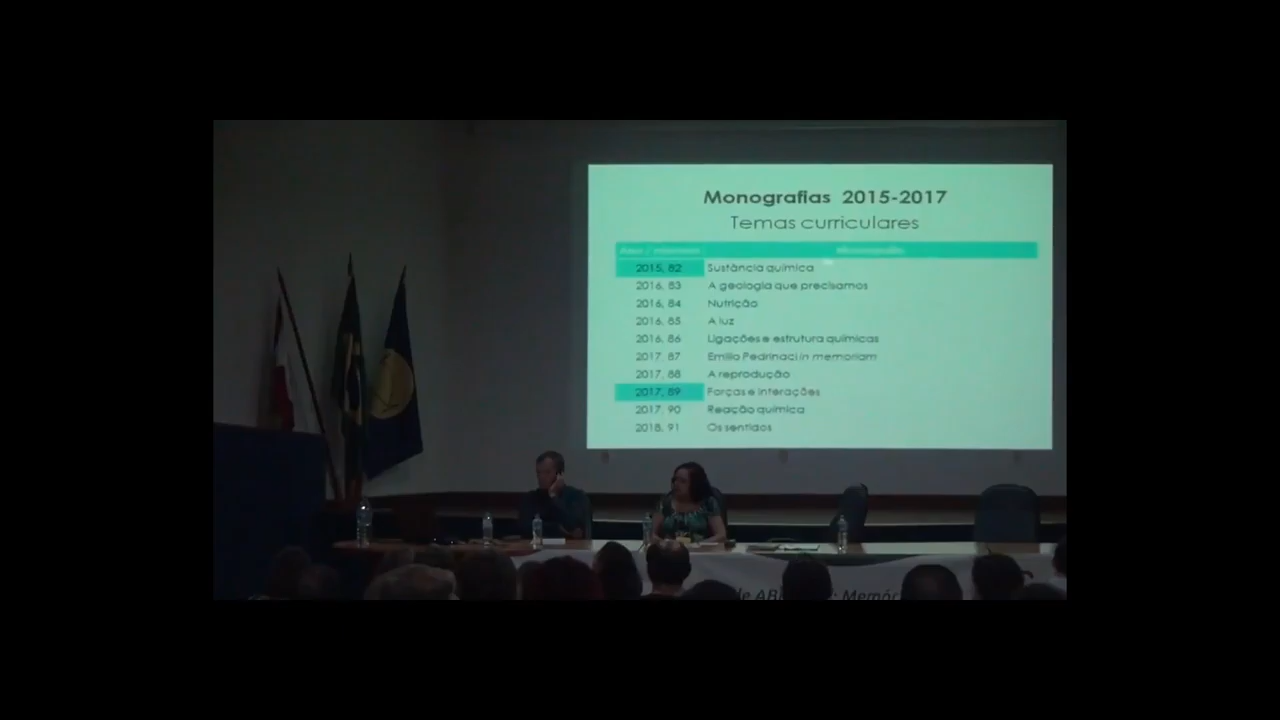 Monografias 2015-2017
Temas curriculares
2015, 82 Sustância química
2016, 83 A geologia que precisamos
2016, 84 Nutrição
2016, 85 A luz
2016, 86 Ligações e estrutura químicas
2017, 87 Emilio Pedrinaci in memoriam
2017, 88 A reprodução
2017, 89 Forças e interações
2017, 90 Reação química
2018, 91 Os sentidos
de : Memór